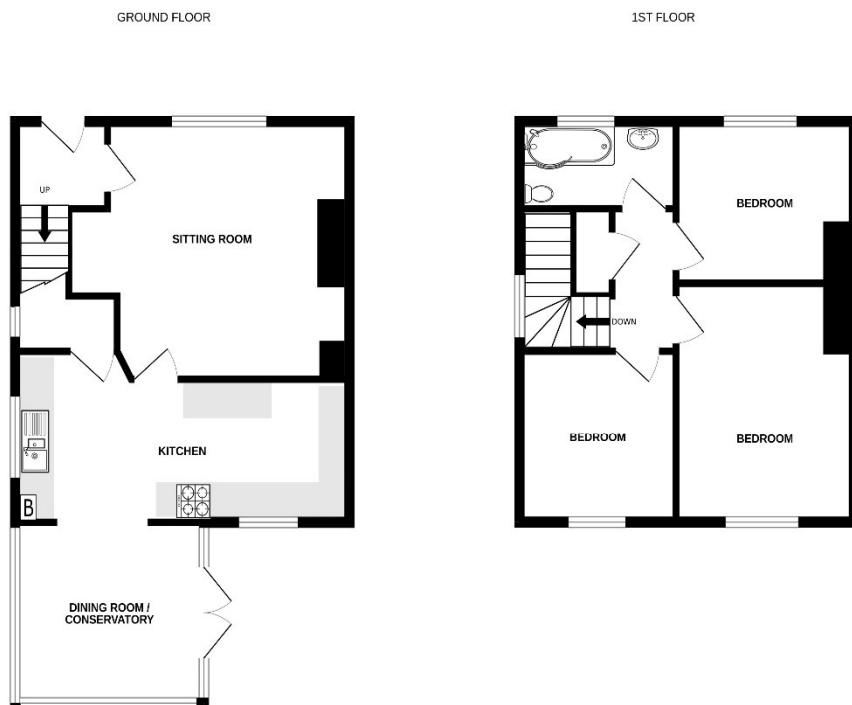 GROUND FLOOR
1ST FLOOR
UP
SITTING ROOM
KITCHEN
B
DINING ROOM /
CONSERVATORY
BEDROOM
DOWN
BEDROOM
BEDROOM